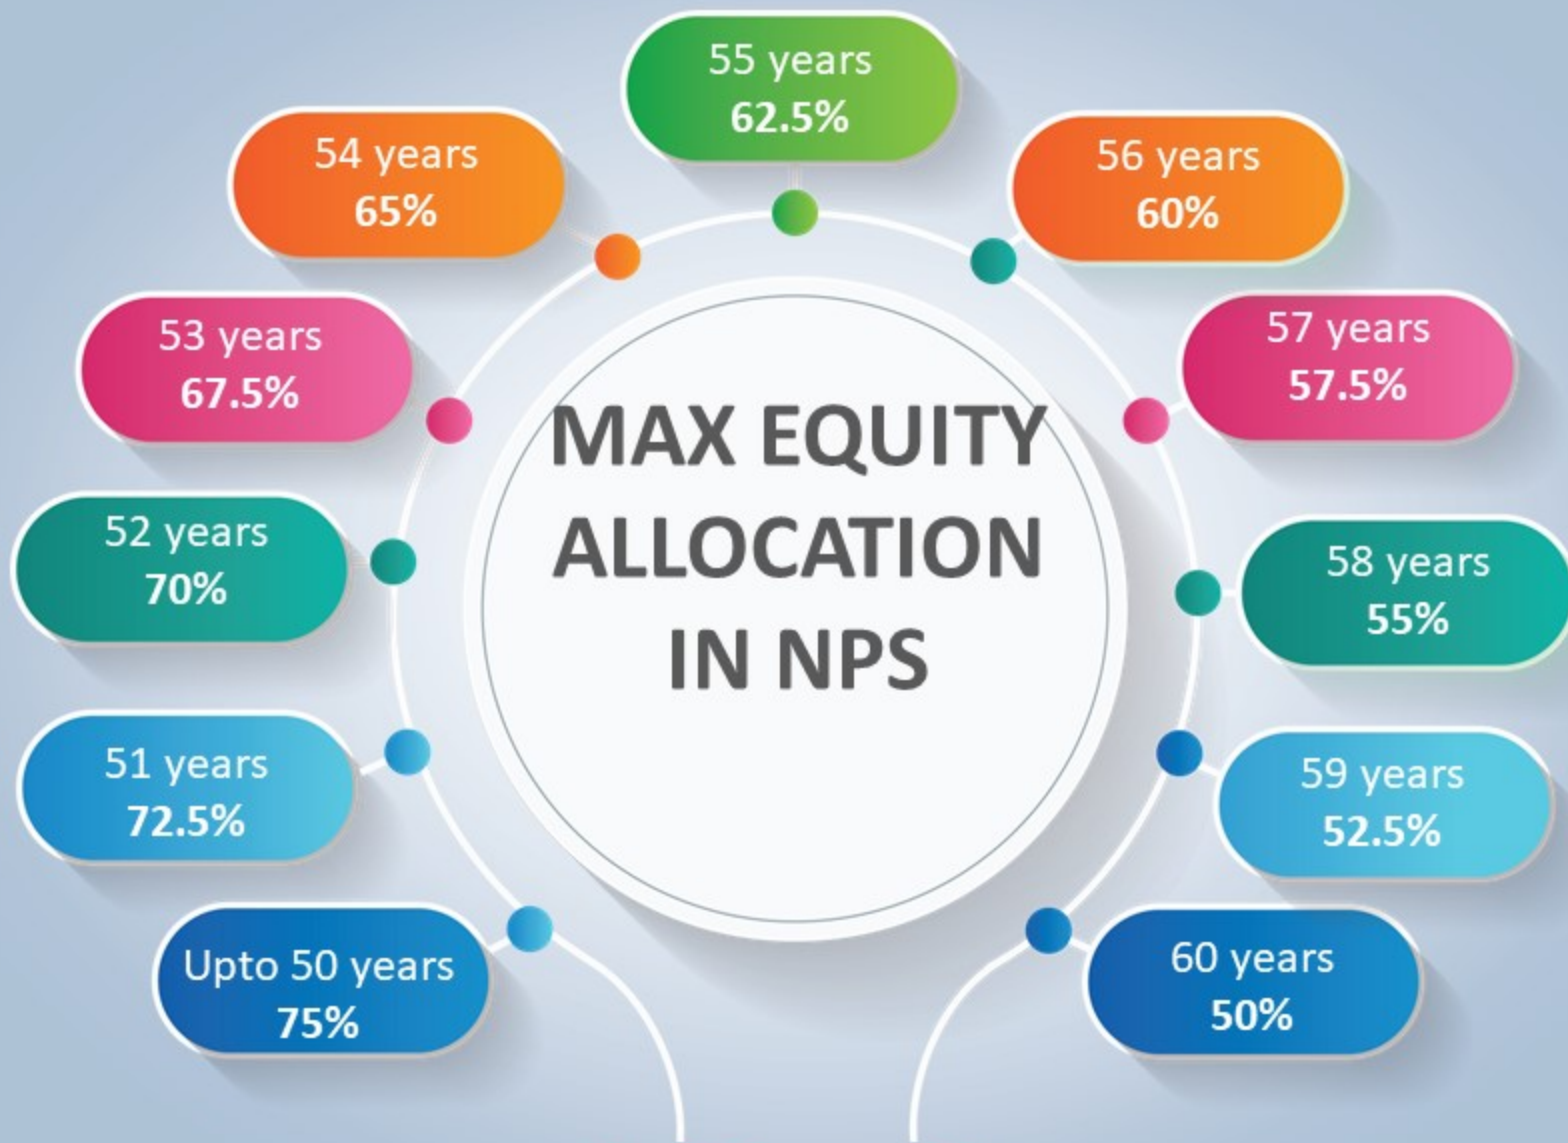 55 years
62.5%
54 years
65%
56 years
60%
53 years
67.5%
57 years
57.5%
MAX EQUITY
ALLOCATION
IN NPS
52 years
70%
58 years
55%
51 years
72.5%
59 years
52.5%
Upto 50 years
75%
60 years
50%